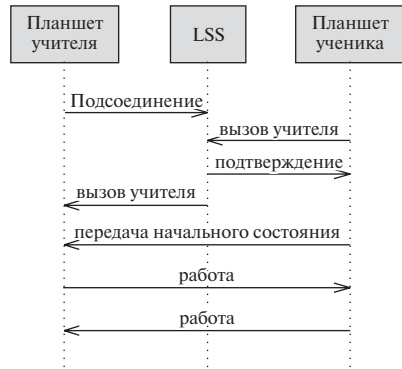 Планшет
учителя
LSS
Планшет
ученика
Подсоединение
вызов учителя
подтверждение
вызов учителя
передача начального состояния
работа
работа